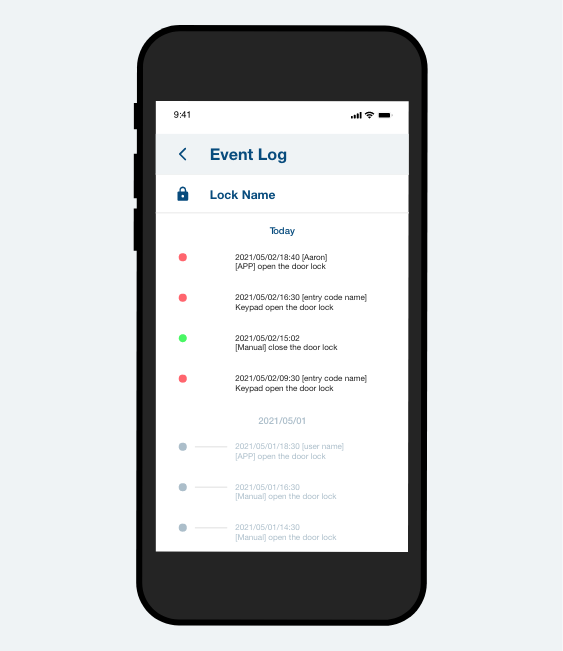 9:41
Event Log
Lock Name
Today
2021/05/02/18:40 [Aaron]
[APP] open the door lock
2021/05/02/16:30 [entry code name]
Keypad open the door lock
2021/05/02/15:02
[Manual] close the door lock
2021/05/02/09:30 [entry code name]
Keypad open the door lock
2021/05/01
2021/05/01/18:30 [user name]
[APP] open the door lock
2021/05/01/16:30
[Manual] open the door lock
2021/05/01/14:30
[Manual] open the door lock